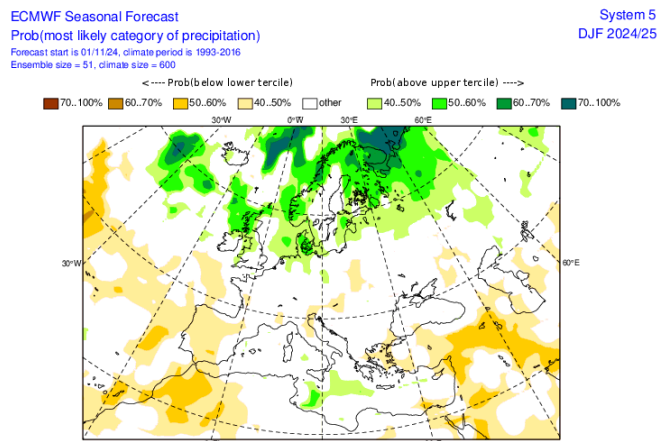 ECMWF Seasonal Forecast
System 5
Prob(most likely category of precipitation)
DJF 2024/25
Forecast start is 01/11/24, climate period is 1993-2016
Ensemble size = 51, climate size = 600
<---- Prob(below lower tercile)
Prob(above upper tercile) ---->
70..100% 60..70% 50..60% 40..50% other 40..50% 50..60% 60..70% 70..100%
30°W 0°W 30°E 60°E
30°W 60°E